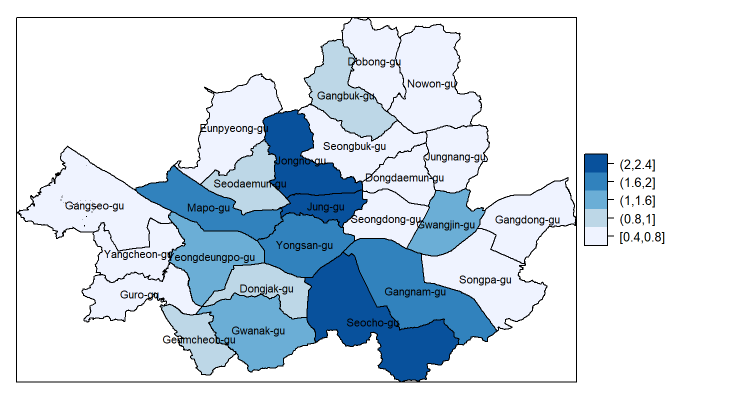 Dobong-gu
Nowon-gu
Gangbuk-gu
Eunpyeong-gu
Seongbuk-gu
Jongno-gu
Jungnang-gu
Dongdaemun-gu
Seodaemun-gu
Mapo-gu
Jung-gu
Gangseo-gu
Seongdong-gu
Gwangjin-gu
Gangdong-gu
Yongsan-gu
Yangcheon-gu
Yeongdeungpo-gu
Songpa-gu
Dongjak-gu
Guro-gu
Gangnam-gu
Seocho-gu
Gwanak-gu
Geumcheon-gu
(2,2.4]
(1.6,2]
(1,1.6]
(0.8,1]
[0.4,0.8]